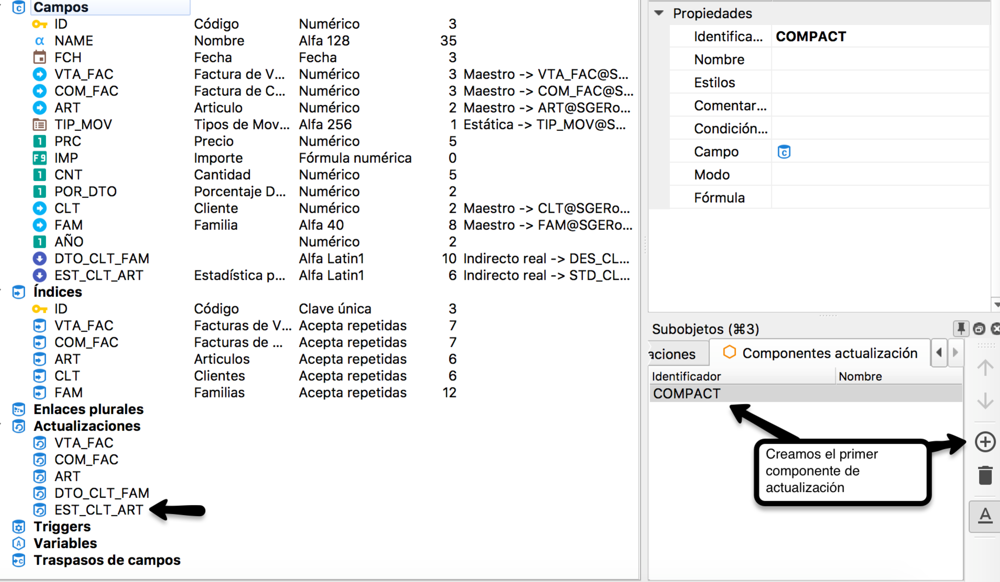 Campos
ID Código Numérico 3
NAME Nombre Alfa 128 35
FCH Fecha Fecha 3
VTA_FAC Factura de V... Numérico 3 Maestro -> VTA_FAC@S...
COM_FAC Factura de C... Numérico 3 Maestro -> COM_FAC@S...
ART Articulo Numérico 2 Maestro -> ART@SGERo...
TIP_MOV Tipos de Mov... Alfa 256 1 Estática -> TIP_MOV@S...
PRC Precio Numérico 5
IMP Importe Fórmula numérica 0
CNT Cantidad Numérico 5
POR_DTO Porcentaje D... Numérico 2
CLT Cliente Numérico 2 Maestro -> CLT@SGERo...
FAM Familia Alfa 40 8 Maestro -> FAM@SGERo...
AÑO Numérico 2
DTO_CLT_FAM Alfa Latin1 10 Indirecto real -> DES_CL...
EST_CLT_ART Estadística p... Alfa Latin1 6 Indirecto real -> STD_CL...
Índices
ID Código Clave única 3
VTA_FAC Facturas de V... Acepta repetidas 7
COM_FAC Facturas de ... Acepta repetidas 7
ART Articulos Acepta repetidas 6
CLT Clientes Acepta repetidas 6
FAM Familias Acepta repetidas 12
Enlaces plurales
Actualizaciones
VTA_FAC
COM_FAC
ART
DTO_CLT_FAM
EST_CLT_ART
Triggers
Variables
Traspasos de campos
Propiedades
Identifica... COMPACT
Nombre
Estilos
Comentar...
Condición...
Campo
Modo
Fórmula
Subobjetos (⌘3)
aciones Componentes actualización
Identificador Nombre
COMPACT
Creamos el primer
componente de
actualización